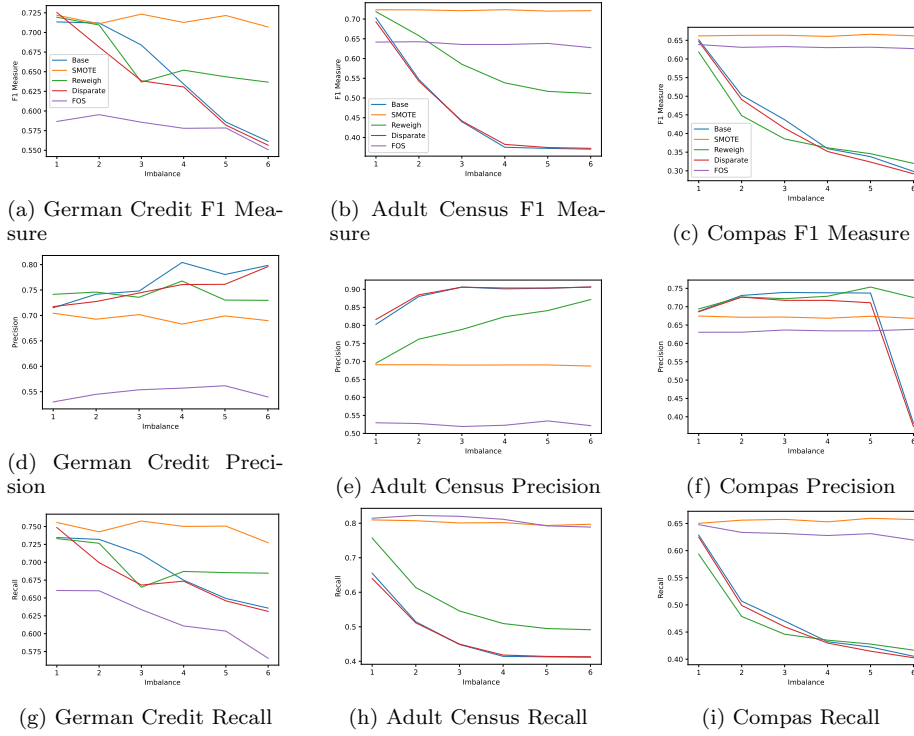 0.725
0.700
0.675
0.650
0.625
0.600
0.575
0.550
F1 Measure
Base
SMOTE
Reweigh
Disparate
FOS
1 2 3 4 5 6
Imbalance
(a) German Credit F1 Mea-
sure
0.70
0.65
0.60
0.55
0.50
0.45
0.40
F1 Measure
Base
SMOTE
Reweigh
Disparate
FOS
1 2 3 4 5 6
Imbalance
(b) Adult Census F1 Mea-
sure
0.65
0.60
0.55
0.50
0.45
0.40
0.35
0.30
F1 Measure
Base
SMOTE
Reweigh
Disparate
FOS
1 2 3 4 5 6
Imbalance
(c) Compas F1 Measure
0.80
0.75
0.70
0.65
0.60
0.55
Precision
1 2 3 4 5 6
Imbalance
(d) German Credit Preci-
sion
0.90
0.85
0.80
0.75
0.70
0.65
0.60
0.55
0.50
Precision
1 2 3 4 5 6
Imbalance
(e) Adult Census Precision
0.75
0.70
0.65
0.60
0.55
0.50
0.45
0.40
Precision
1 2 3 4 5 6
Imbalance
(f) Compas Precision
0.750
0.725
0.700
0.675
0.650
0.625
0.600
0.575
Recall
1 2 3 4 5 6
Imbalance
(g) German Credit Recall
0.8
0.7
0.6
0.5
0.4
Recall
1 2 3 4 5 6
Imbalance
(h) Adult Census Recall
0.65
0.60
0.55
0.50
0.45
0.40
Recall
1 2 3 4 5 6
Imbalance
(i) Compas Recall